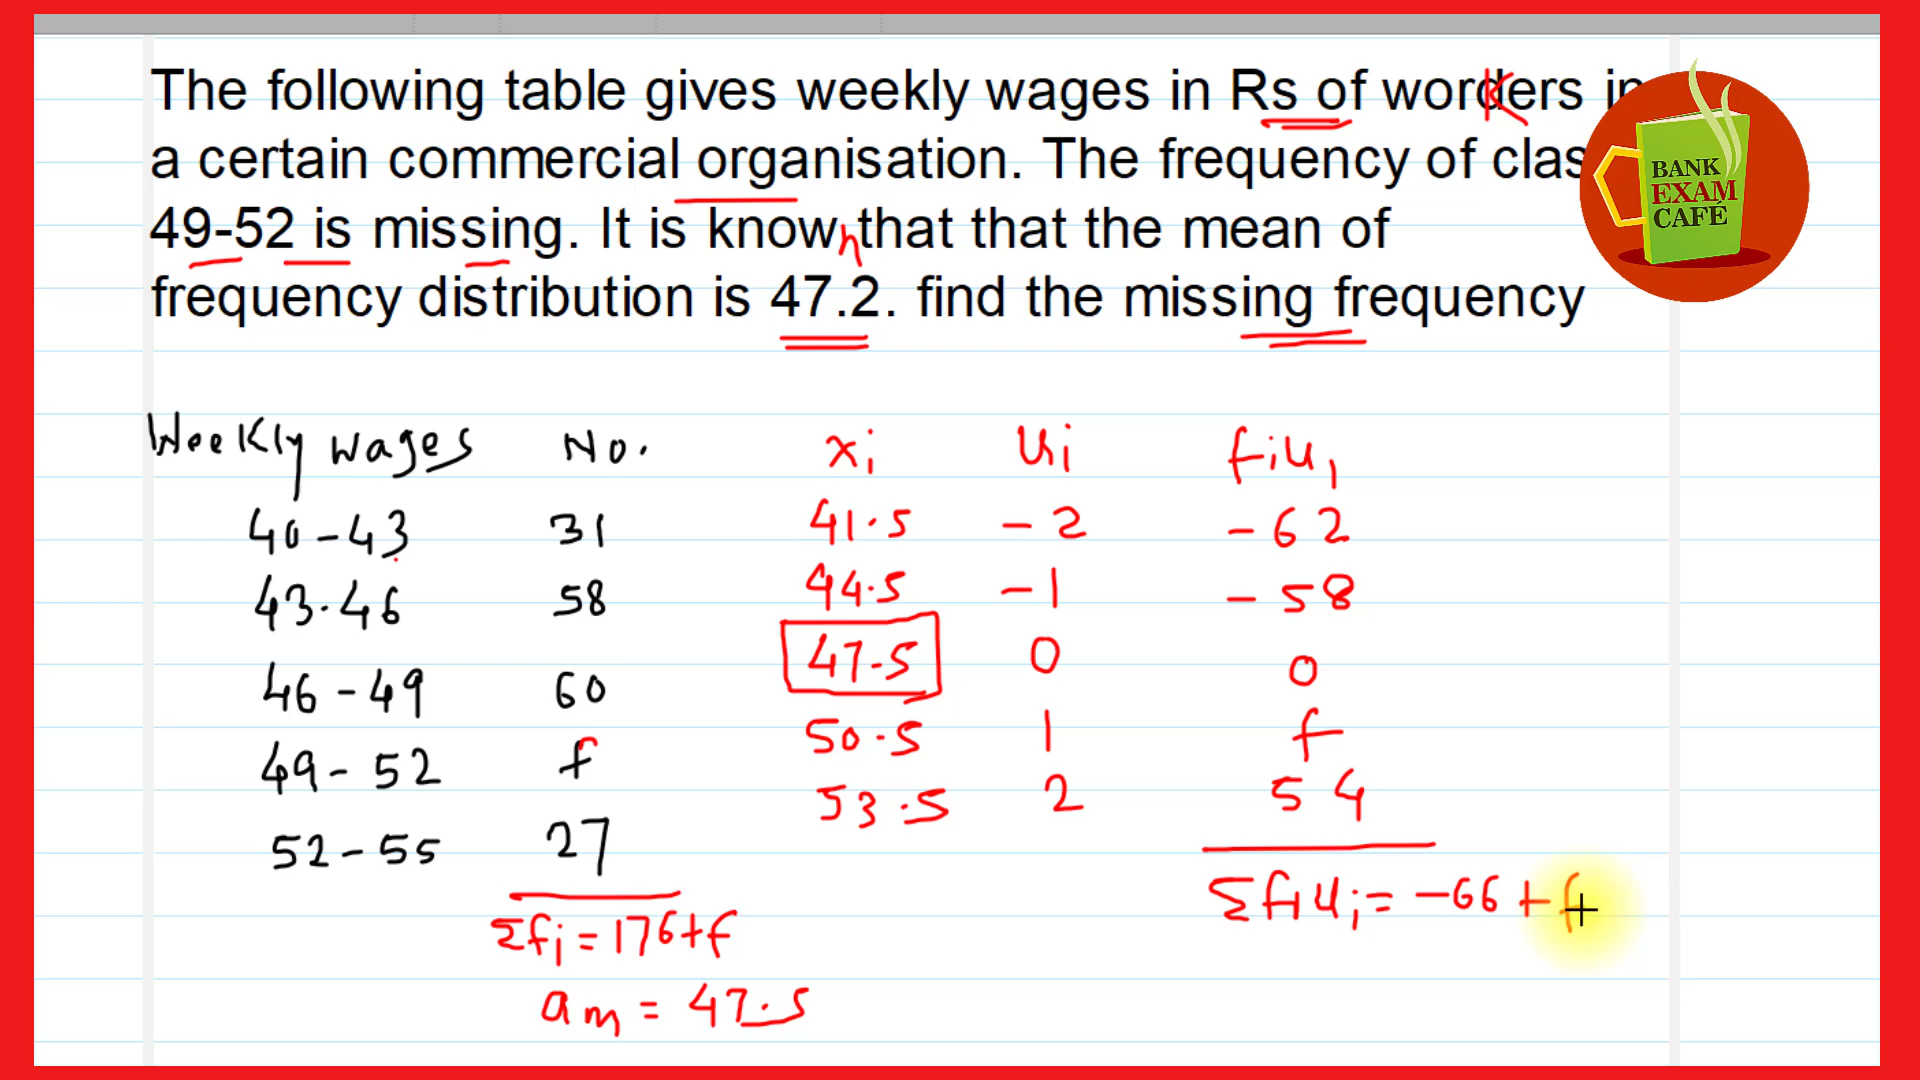 The following table gives weekly wages in Rs of worders in
k
a certain commercial organisation. The frequency of clas
49-52 is missing. It is know that that the mean of
n
frequency distribution is 47.2. find the missing frequency
BANK
EXAM
CAFÉ
Weekly wages No. xi ui fiui
40-43 31 41.5 -2 -62
43.46 58 44.5 -1 -58
46-49 60 47.5 0 0
49-52 f 50.5 1 f
52-55 27 53.5 2 54
Σfi = 176+f Σfiui = -66+f
am = 47.5